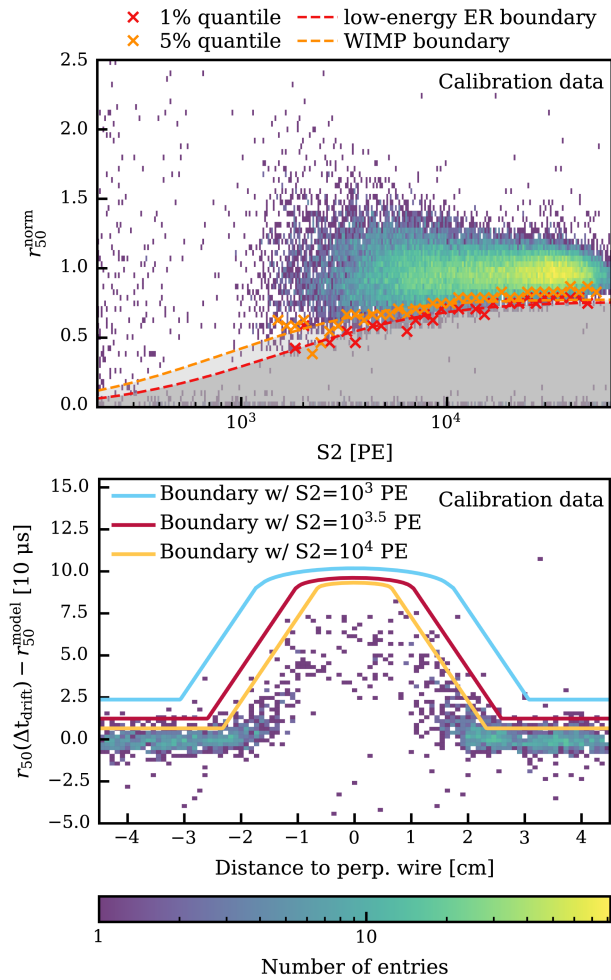 1% quantile low-energy ER boundary
5% quantile WIMP boundary
Calibration data
2.5
2.0
1.5
1.0
0.5
0.0
r₅₀ⁿᵒʳᵐ
10³ 10⁴
S2 [PE]
Boundary w/ S2=10³ PE
Boundary w/ S2=10³·⁵ PE
Boundary w/ S2=10⁴ PE
Calibration data
15.0
12.5
10.0
7.5
5.0
2.5
0.0
−2.5
−5.0
r₅₀(Δt_drift) − r₅₀ᵐᵒᵈᵉˡ [10 μs]
−4 −3 −2 −1 0 1 2 3 4
Distance to perp. wire [cm]
1 10
Number of entries